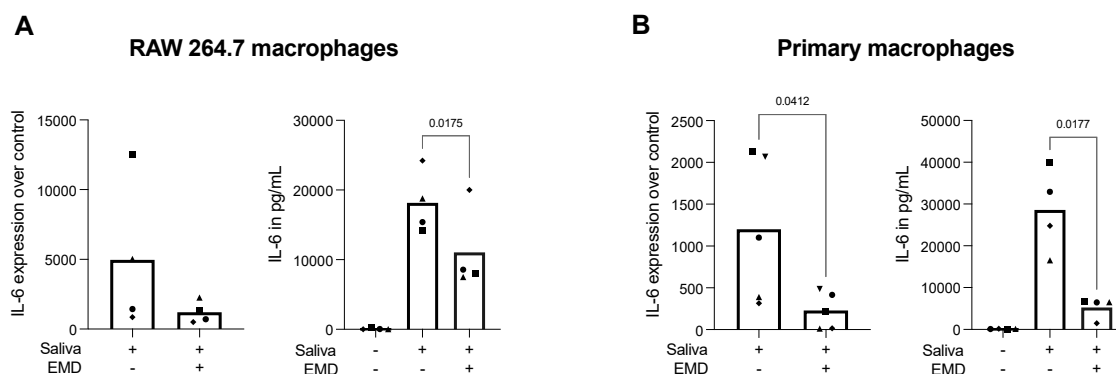 A
RAW 264.7 macrophages
IL-6 expression over control
15000
10000
5000
0
Saliva + +
EMD - +
IL-6 in pg/mL
30000
20000
10000
0
0.0175
- + +
- - +
B
Primary macrophages
IL-6 expression over control
2500
2000
1500
1000
500
0
0.0412
Saliva + +
EMD - +
IL-6 in pg/mL
50000
40000
30000
20000
10000
0
0.0177
Saliva - + +
EMD - - +